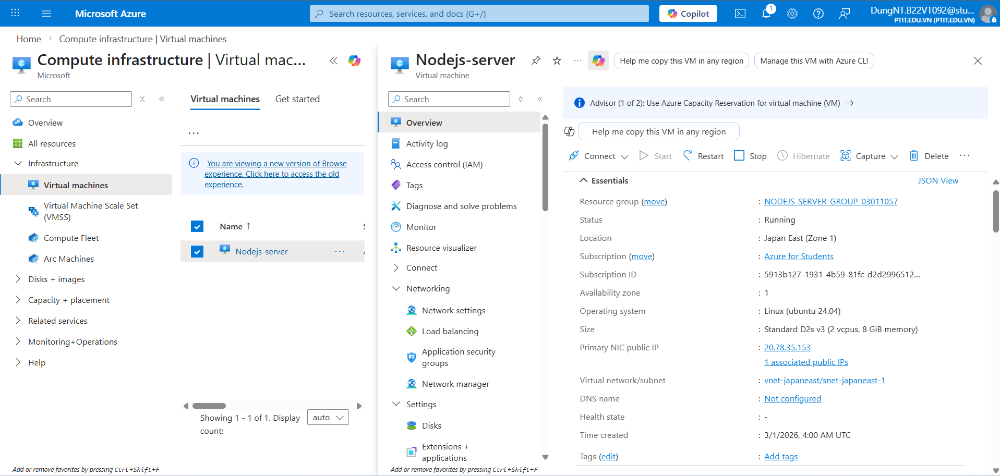 Microsoft Azure
Search resources, services, and docs (G+/)
Copilot
1
DungNT.B22VT092@stu...
PTIT.EDU.VN (PTIT.EDU.VN)
Home
Compute infrastructure | Virtual machines
Compute infrastructure | Virtual mac...
Microsoft
Search
Overview
All resources
Infrastructure
Virtual machines
Virtual Machine Scale Set
(VMSS)
Compute Fleet
Arc Machines
Disks + images
Capacity + placement
Related services
Monitoring+Operations
Help
Add or remove favorites by pressing Ctrl+Shift+F
Virtual machines
Get started
...
You are viewing a new version of Browse
experience. Click here to access the old
experience.
Name ↑
Nodejs-server
...
Showing 1 - 1 of 1. Display
count:
auto
Nodejs-server
Virtual machine
...
Help me copy this VM in any region
Manage this VM with Azure CLI
Search
Overview
Activity log
Access control (IAM)
Tags
Diagnose and solve problems
Monitor
Resource visualizer
Connect
Networking
Network settings
Load balancing
Application security
groups
Network manager
Settings
Disks
Extensions +
applications
Add or remove favorites by pressing Ctrl+Shift+F
Advisor (1 of 2): Use Azure Capacity Reservation for virtual machine (VM) →
Help me copy this VM in any region
Connect
Start
Restart
Stop
Hibernate
Capture
Delete
...
Essentials
JSON View
Resource group (move) : NODEJS-SERVER_GROUP_03011057
Status : Running
Location : Japan East (Zone 1)
Subscription (move) : Azure for Students
Subscription ID : 5913b127-1931-4b59-81fc-d2d2996512...
Availability zone : 1
Operating system : Linux (ubuntu 24.04)
Size : Standard D2s v3 (2 vcpus, 8 GiB memory)
Primary NIC public IP : 20.78.35.153
1 associated public IPs
Virtual network/subnet : vnet-japaneast/snet-japaneast-1
DNS name : Not configured
Health state : -
Time created : 3/1/2026, 4:00 AM UTC
Tags (edit) : Add tags